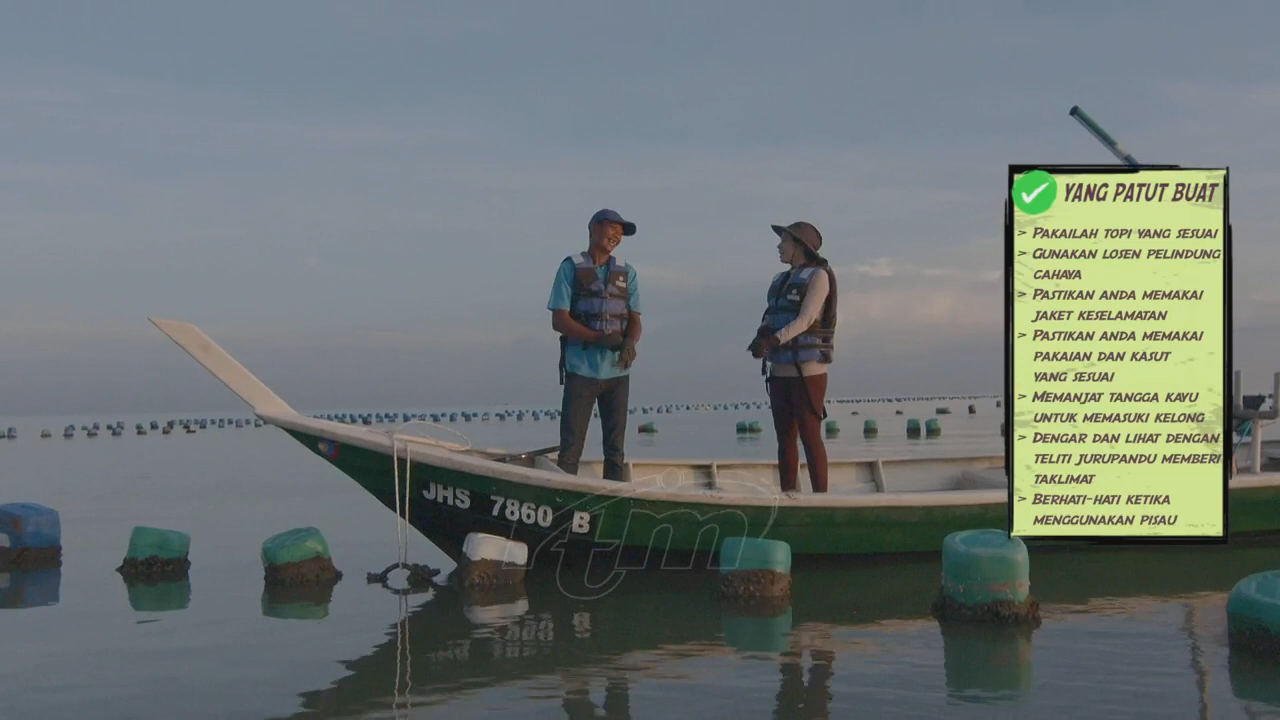 YANG PATUT BUAT
> PAKAILAH TOPI YANG SESUAI
> GUNAKAN LOSEN PELINDUNG
CAHAYA
> PASTIKAN ANDA MEMAKAI
JAKET KESELAMATAN
> PASTIKAN ANDA MEMAKAI
PAKAIAN DAN KASUT
YANG SESUAI
> MEMANJAT TANGGA KAYU
UNTUK MEMASUKI KELONG
> DENGAR DAN LIHAT DENGAN
TELITI JURUPANDU MEMBERI
TAKLIMAT
> BERHATI-HATI KETIKA
MENGGUNAKAN PISAU
JHS 7860 B
rtm